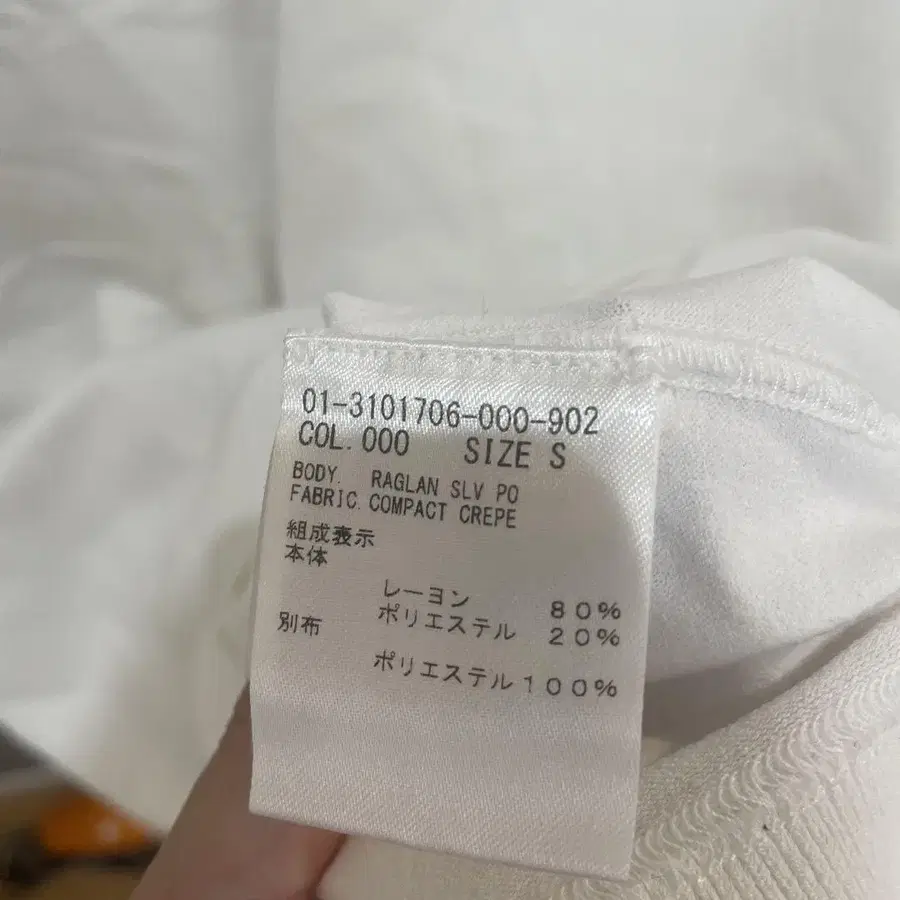 01-3101706-000-902
COL.000 SIZE S
BODY. RAGLAN SLV PO
FABRIC.COMPACT CREPE
組成表示
本体
レーヨン 80%
ポリエステル 20%
別布
ポリエステル100%